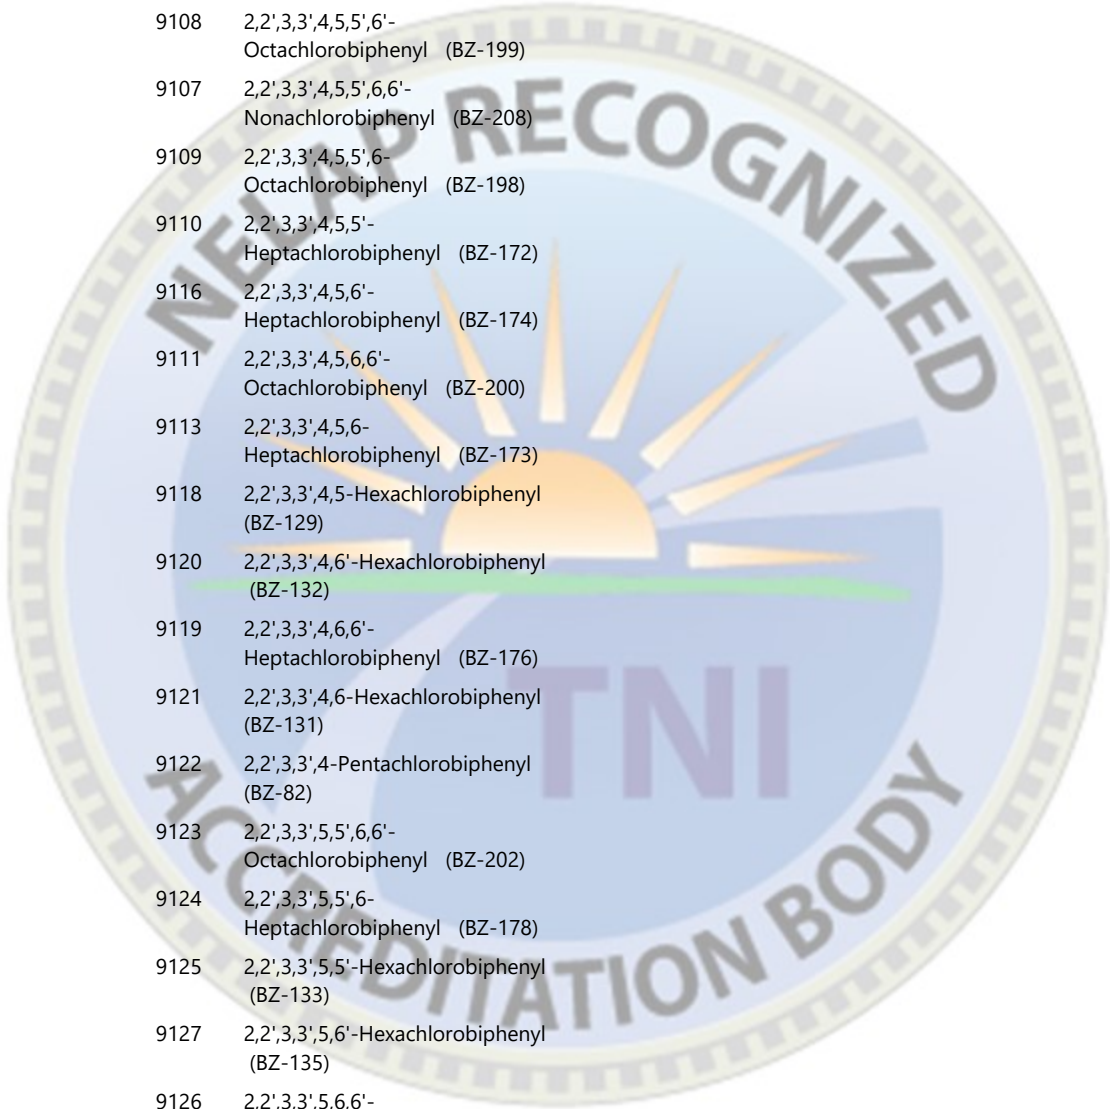 9108 2,2',3,3',4,5,5',6'-
Octachlorobiphenyl (BZ-199)
9107 2,2',3,3',4,5,5',6,6'-
Nonachlorobiphenyl (BZ-208)
9109 2,2',3,3',4,5,5',6-
Octachlorobiphenyl (BZ-198)
9110 2,2',3,3',4,5,5'-
Heptachlorobiphenyl (BZ-172)
9116 2,2',3,3',4,5,6'-
Heptachlorobiphenyl (BZ-174)
9111 2,2',3,3',4,5,6,6'-
Octachlorobiphenyl (BZ-200)
9113 2,2',3,3',4,5,6-
Heptachlorobiphenyl (BZ-173)
9118 2,2',3,3',4,5-Hexachlorobiphenyl
(BZ-129)
9120 2,2',3,3',4,6'-Hexachlorobiphenyl
(BZ-132)
9119 2,2',3,3',4,6,6'-
Heptachlorobiphenyl (BZ-176)
9121 2,2',3,3',4,6-Hexachlorobiphenyl
(BZ-131)
9122 2,2',3,3',4-Pentachlorobiphenyl
(BZ-82)
9123 2,2',3,3',5,5',6,6'-
Octachlorobiphenyl (BZ-202)
9124 2,2',3,3',5,5',6-
Heptachlorobiphenyl (BZ-178)
9125 2,2',3,3',5,5'-Hexachlorobiphenyl
(BZ-133)
9127 2,2',3,3',5,6'-Hexachlorobiphenyl
(BZ-135)
9126 2,2',3,3',5,6,6'-
NELAP RECOGNIZED
TNI
ACCREDITATION BODY